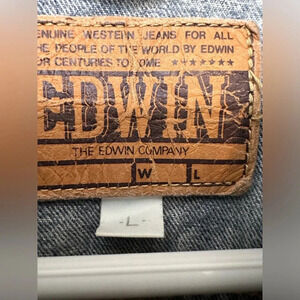 ENUINE WESTERN JEANS FOR ALL
HE PEOPLE OF THE WORLD BY EDWIN
OR CENTURIES TO OME ★★★★★★★
EDWIN
THE EDWIN COMPANY
W L
-L-